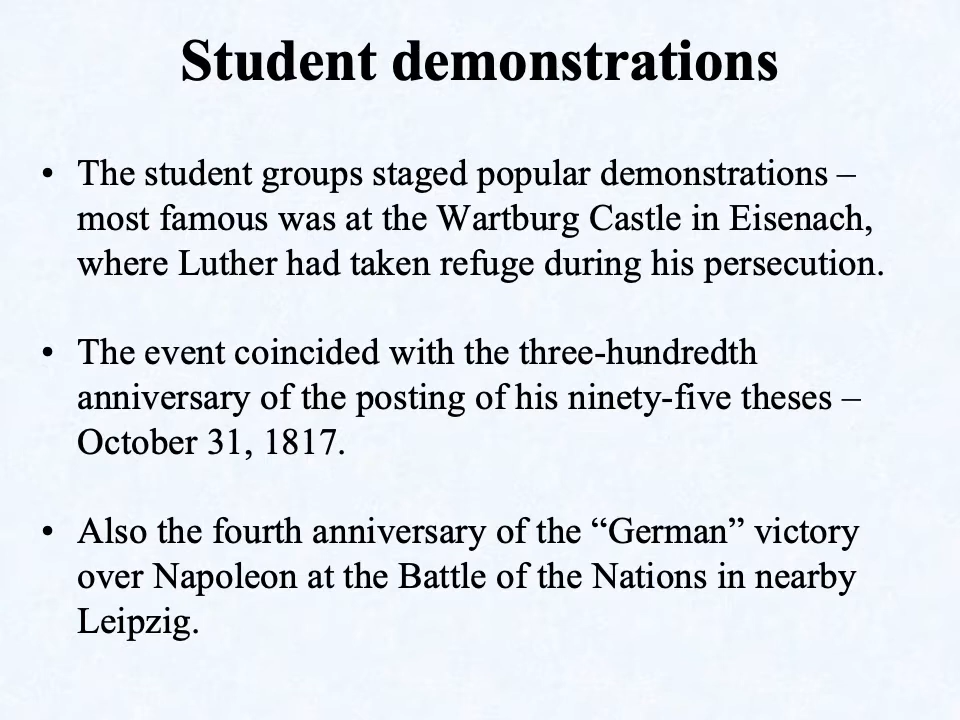 Student demonstrations
• The student groups staged popular demonstrations –
most famous was at the Wartburg Castle in Eisenach,
where Luther had taken refuge during his persecution.
• The event coincided with the three-hundredth
anniversary of the posting of his ninety-five theses –
October 31, 1817.
• Also the fourth anniversary of the “German” victory
over Napoleon at the Battle of the Nations in nearby
Leipzig.